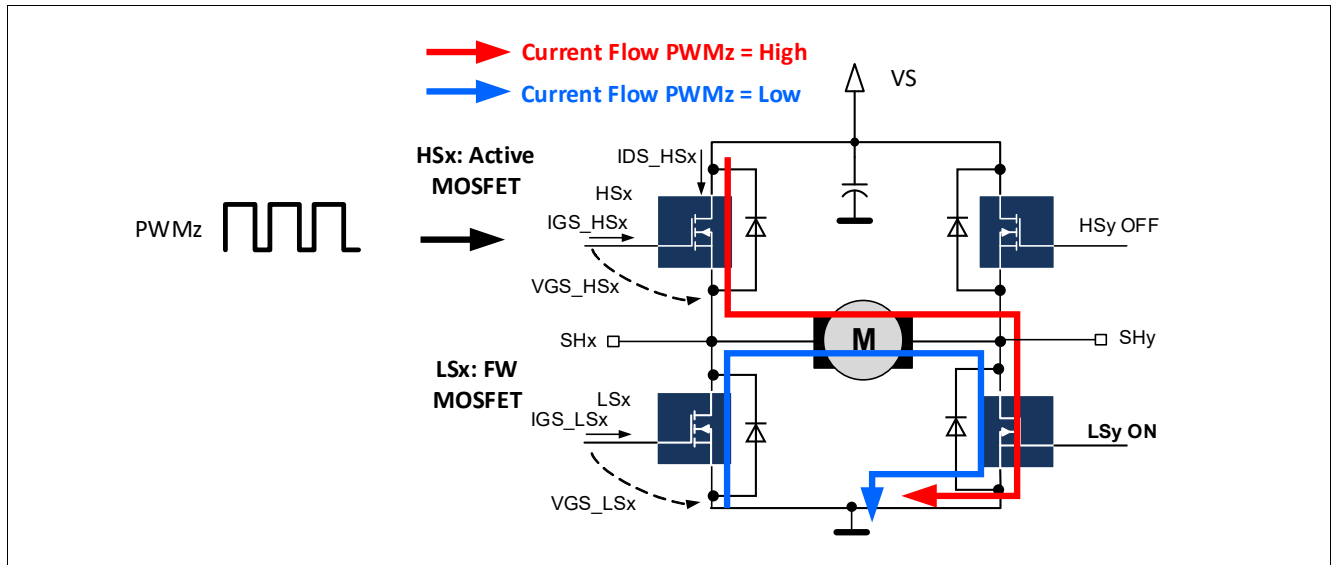 Current Flow PWMz = High
Current Flow PWMz = Low
VS
HSx: Active
MOSFET
IDS_HSx
HSx
IGS_HSx
VGS_HSx
PWMz
HSy OFF
SHx
M
SHy
LSx: FW
MOSFET
LSx
IGS_LSx
VGS_LSx
LSy ON